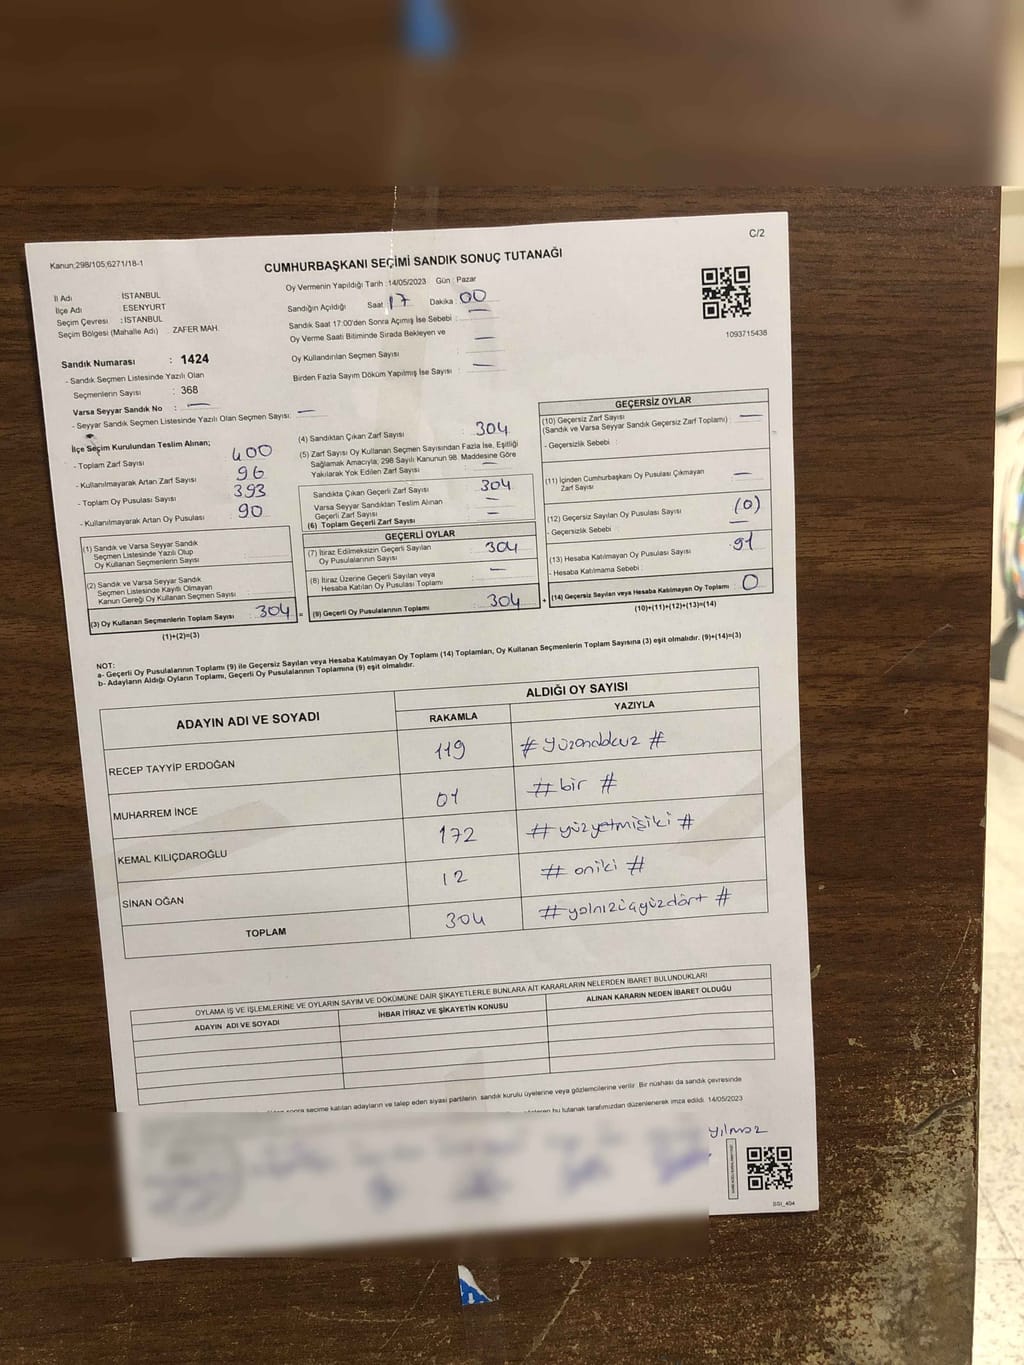 C/2
Kanun;298/105;6271/18-1
CUMHURBAŞKANI SEÇİMİ SANDIK SONUÇ TUTANAĞI
İl Adı İSTANBUL
İlçe Adı : ESENYURT
Seçim Çevresi : İSTANBUL
Seçim Bölgesi (Mahalle Adı) ZAFER MAH.
Sandık Numarası : 1424
- Sandık Seçmen Listesinde Yazılı Olan
Seçmenlerin Sayısı : 368
Varsa Seyyar Sandık No : —
- Seyyar Sandık Seçmen Listesinde Yazılı Olan Seçmen Sayısı: —
Oy Vermenin Yapıldığı Tarih : 14/05/2023 Gün : Pazar
Sandığın Açıldığı Saat 17 Dakika 00
Sandık Saat 17:00'den Sonra Açımış İse Sebebi : —
Oy Verme Saati Bitiminde Sırada Bekleyen ve
Oy Kullandırılan Seçmen Sayısı —
Birden Fazla Sayım Döküm Yapılmış İse Sayısı : —
1093715438
İlçe Seçim Kurulundan Teslim Alınan;
- Toplam Zarf Sayısı 400
- Kullanılmayarak Artan Zarf Sayısı 96
- Toplam Oy Pusulası Sayısı 393
- Kullanılmayarak Artan Oy Pusulası 90
(1) Sandık ve Varsa Seyyar Sandık
Seçmen Listesinde Yazılı Olup
Oy Kullanan Seçmenlerin Sayısı :
(2) Sandık ve Varsa Seyyar Sandık
Seçmen Listesinde Kayıtlı Olmayan
Kanun Gereği Oy Kullanan Seçmen Sayısı :
(3) Oy Kullanan Seçmenlerin Toplam Sayısı : 304
(1)+(2)=(3)
(4) Sandıktan Çıkan Zarf Sayısı : 304
(5) Zarf Sayısı Oy Kullanan Seçmen Sayısından Fazla İse, Eşitliği
Sağlamak Amacıyla; 298 Sayılı Kanunun 98. Maddesine Göre
Yakılarak Yok Edilen Zarf Sayısı : —
Sandıkta Çıkan Geçerli Zarf Sayısı : 304
Varsa Seyyar Sandıktan Teslim Alınan
Geçerli Zarf Sayısı : —
(6) Toplam Geçerli Zarf Sayısı —
GEÇERLİ OYLAR
(7) İtiraz Edilmeksizin Geçerli Sayılan
Oy Pusulalarının Sayısı : 304
(8) İtiraz Üzerine Geçerli Sayılan veya
Hesaba Katılan Oy Pusulası Toplamı —
= (9) Geçerli Oy Pusulalarının Toplamı 304
GEÇERSİZ OYLAR
(10) Geçersiz Zarf Sayısı
(Sandık ve Varsa Seyyar Sandık Geçersiz Zarf Toplamı) : —
- Geçersizlik Sebebi :
(11) İçinden Cumhurbaşkanı Oy Pusulası Çıkmayan
Zarf Sayısı —
(12) Geçersiz Sayılan Oy Pusulası Sayısı (0)
- Geçersizlik Sebebi : —
(13) Hesaba Katılmayan Oy Pusulası Sayısı 91
- Hesaba Katılmama Sebebi :
+ (14) Geçersiz Sayılan veya Hesaba Katılmayan Oy Toplamı : 0
(10)+(11)+(12)+(13)=(14)
NOT:
a- Geçerli Oy Pusulalarının Toplamı (9) ile Geçersiz Sayılan veya Hesaba Katılmayan Oy Toplamı (14) Toplamları, Oy Kullanan Seçmenlerin Toplam Sayısına (3) eşit olmalıdır. (9)+(14)=(3)
b- Adayların Aldığı Oyların Toplamı, Geçerli Oy Pusulalarının Toplamına (9) eşit olmalıdır.
ADAYIN ADI VE SOYADI ALDIĞI OY SAYISI
RAKAMLA YAZIYLA
RECEP TAYYİP ERDOĞAN 119 # yüzondokuz #
MUHARREM İNCE 01 # bir #
KEMAL KILIÇDAROĞLU 172 # yüzyetmişiki #
SİNAN OĞAN 12 # oniki #
TOPLAM 304 # yalnızüçyüzdört #
OYLAMA İŞ VE İŞLEMLERİNE VE OYLARIN SAYIM VE DÖKÜMÜNE DAİR ŞİKAYETLERLE BUNLARA AİT KARARLARIN NELERDEN İBARET BULUNDUKLARI
ADAYIN ADI VE SOYADI İHBAR İTİRAZ VE ŞİKAYETİN KONUSU ALINAN KARARIN NEDEN İBARET OLDUĞU
sonra seçime katılan adayların ve talep eden siyasi partilerin sandık kurulu üyelerine veya gözlemcilerine verilir. Bir nüshası da sandık çevresinde
bu tutanak tarafımızdan düzenlenerek imza edildi. 14/05/2023
Yılmaz
SSI_404